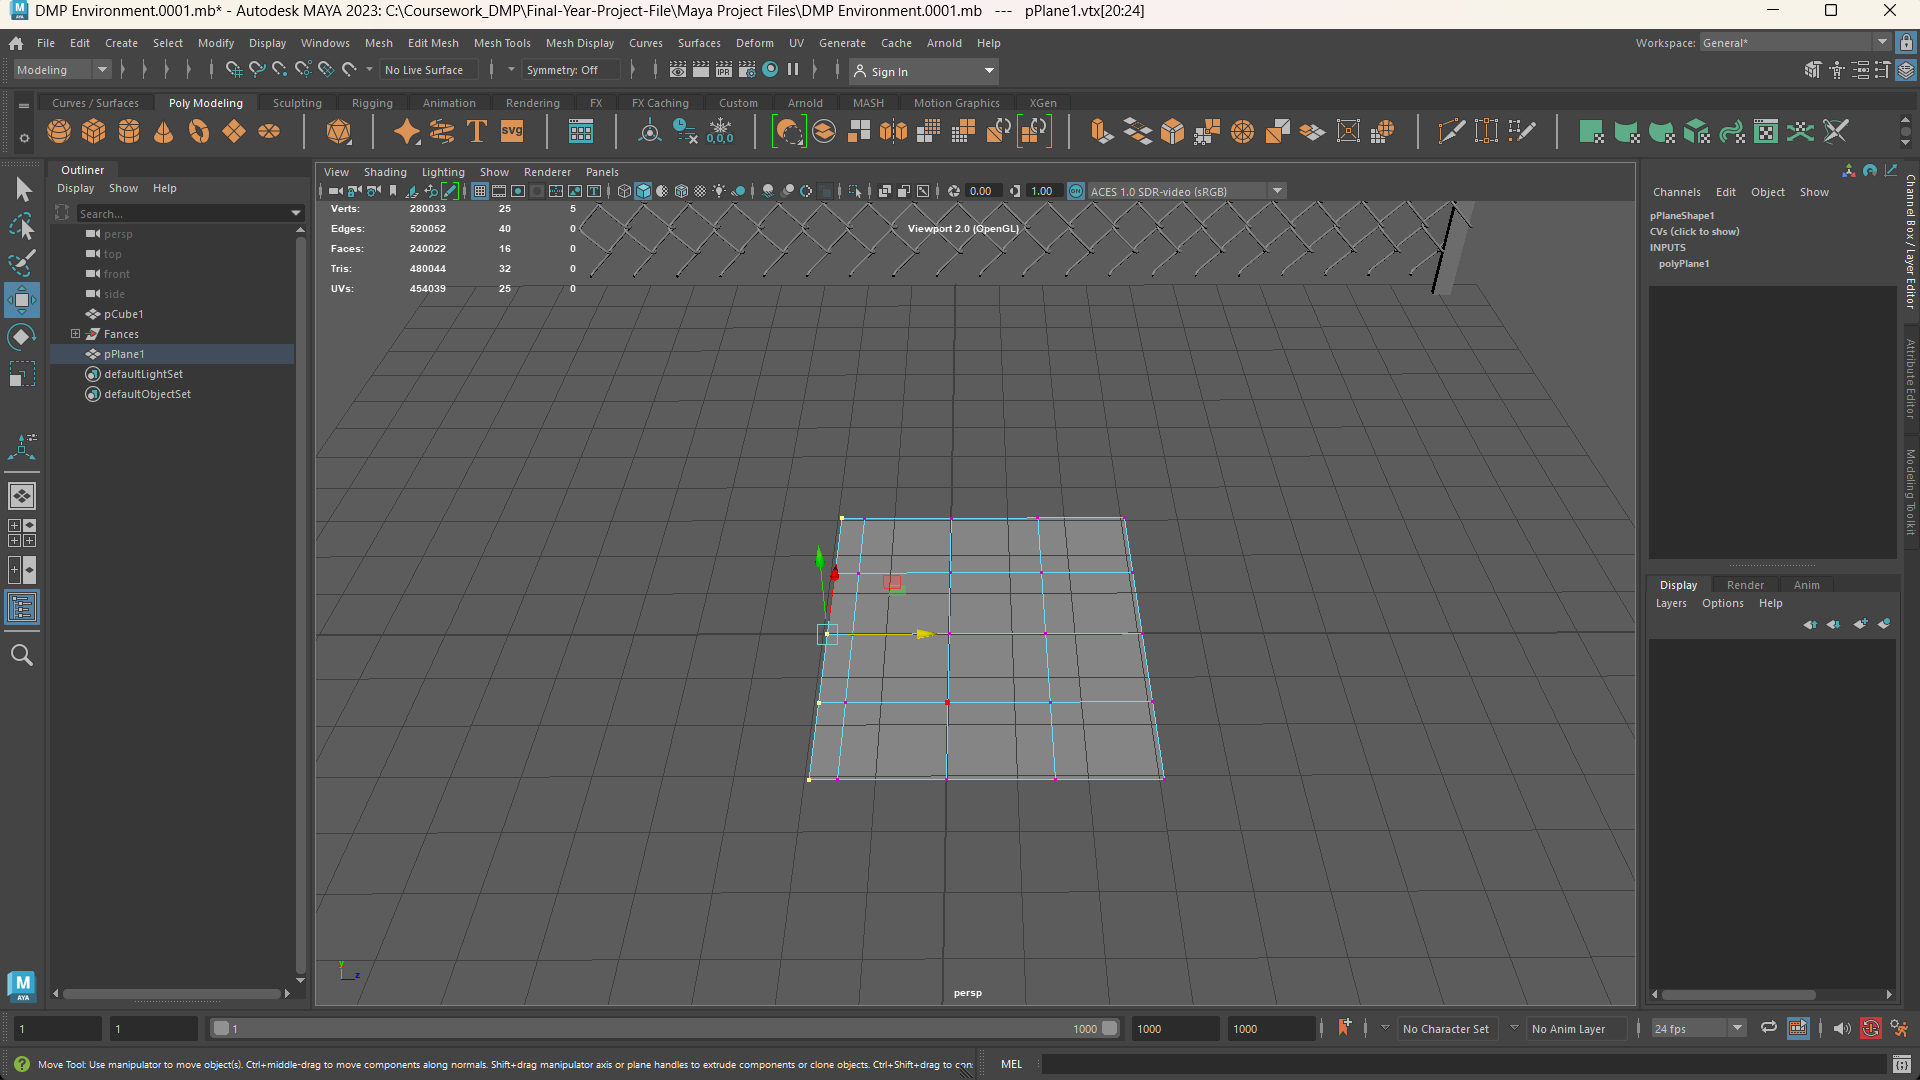 DMP Environment.0001.mb* - Autodesk MAYA 2023: C:\Coursework_DMP\Final-Year-Project-File\Maya Project Files\DMP Environment.0001.mb --- pPlane1.vtx[20:24]
File Edit Create Select Modify Display Windows Mesh Edit Mesh Mesh Tools Mesh Display Curves Surfaces Deform UV Generate Cache Arnold Help
Workspace: General*
Modeling
No Live Surface
Symmetry: Off
Sign In
Curves / Surfaces Poly Modeling Sculpting Rigging Animation Rendering FX FX Caching Custom Arnold MASH Motion Graphics XGen
T svg
0,0,0
IPR
Outliner
Display Show Help
Search...
persp
top
front
side
pCube1
Fances
pPlane1
defaultLightSet
defaultObjectSet
View Shading Lighting Show Renderer Panels
0.00 1.00 ON ACES 1.0 SDR-video (sRGB)
Verts: 280033 25 5
Edges: 520052 40 0
Faces: 240022 16 0
Tris: 480044 32 0
UVs: 454039 25 0
Viewport 2.0 (OpenGL)
y
z
persp
Channels Edit Object Show
pPlaneShape1
CVs (click to show)
INPUTS
polyPlane1
Channel Box / Layer Editor
Attribute Editor
Modeling Toolkit
Display Render Anim
Layers Options Help
M
AYA
1 1 1 1000 1000 1000
No Character Set
No Anim Layer
24 fps
Move Tool: Use manipulator to move object(s). Ctrl+middle-drag to move components along normals. Shift+drag manipulator axis or plane handles to extrude components or clone objects. Ctrl+Shift+drag to con
MEL